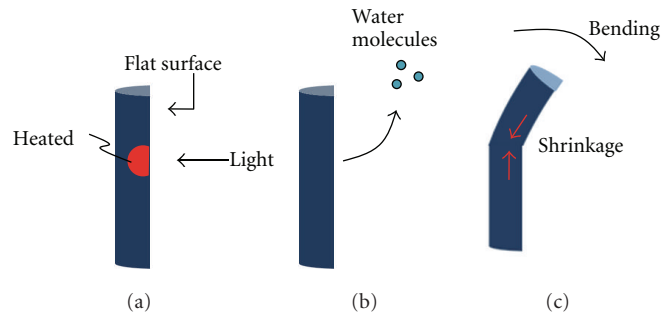 Flat surface
Heated
Light
(a)
Water
molecules
(b)
Bending
Shrinkage
(c)